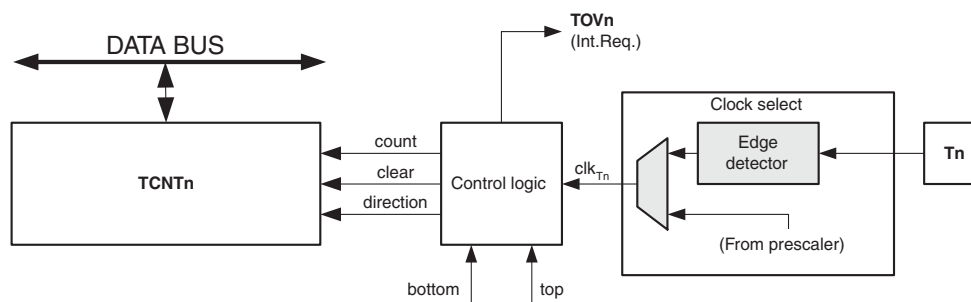 TOVn
(Int.Req.)
DATA BUS
Clock select
count
Edge
detector
Tn
TCNTn
clear
Control logic
clkTn
direction
(From prescaler)
bottom
top